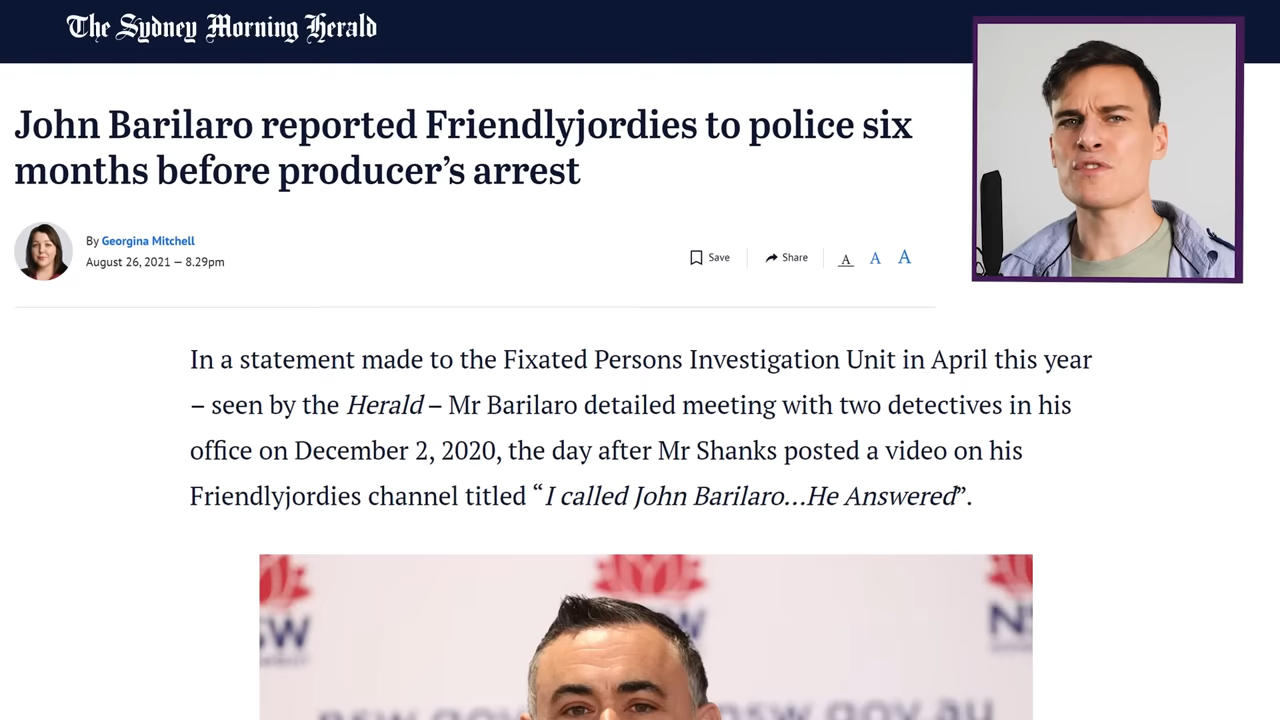 The Sydney Morning Herald
John Barilaro reported Friendlyjordies to police six
months before producer’s arrest
By Georgina Mitchell
August 26, 2021 — 8.29pm
Save
Share
A A A
In a statement made to the Fixated Persons Investigation Unit in April this year
– seen by the Herald – Mr Barilaro detailed meeting with two detectives in his
office on December 2, 2020, the day after Mr Shanks posted a video on his
Friendlyjordies channel titled “I called John Barilaro…He Answered”.